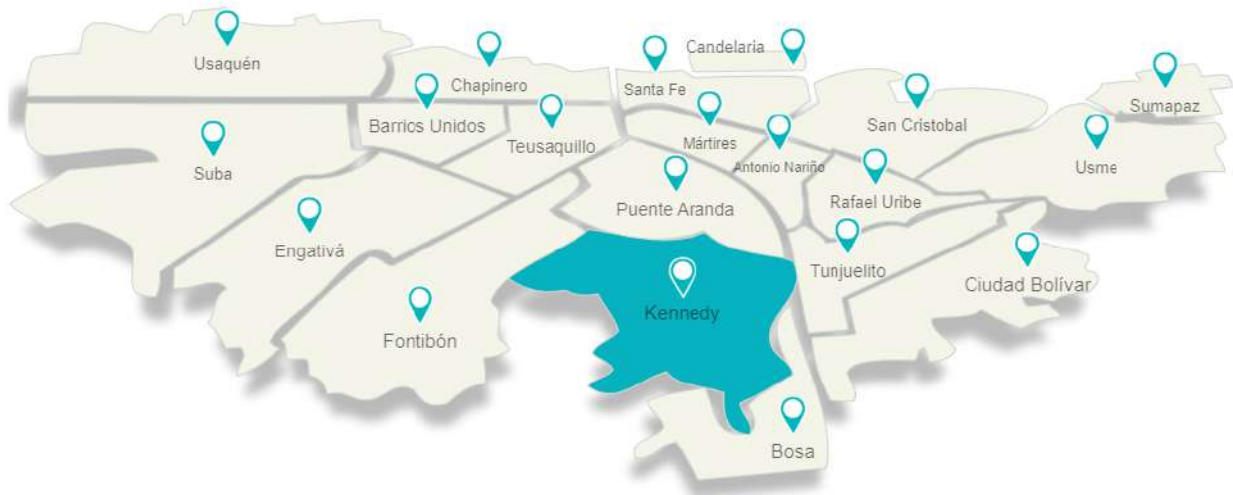 Usaquén
Chapinero
Santa Fe
Candelaria
San Cristobal
Sumapaz
Suba
Barrios Unidos
Teusaquillo
Mártires
Antonio Nariño
Usme
Engativá
Puente Aranda
Rafael Uribe
Fontibón
Kennedy
Tunjuelito
Ciudad Bolívar
Bosa